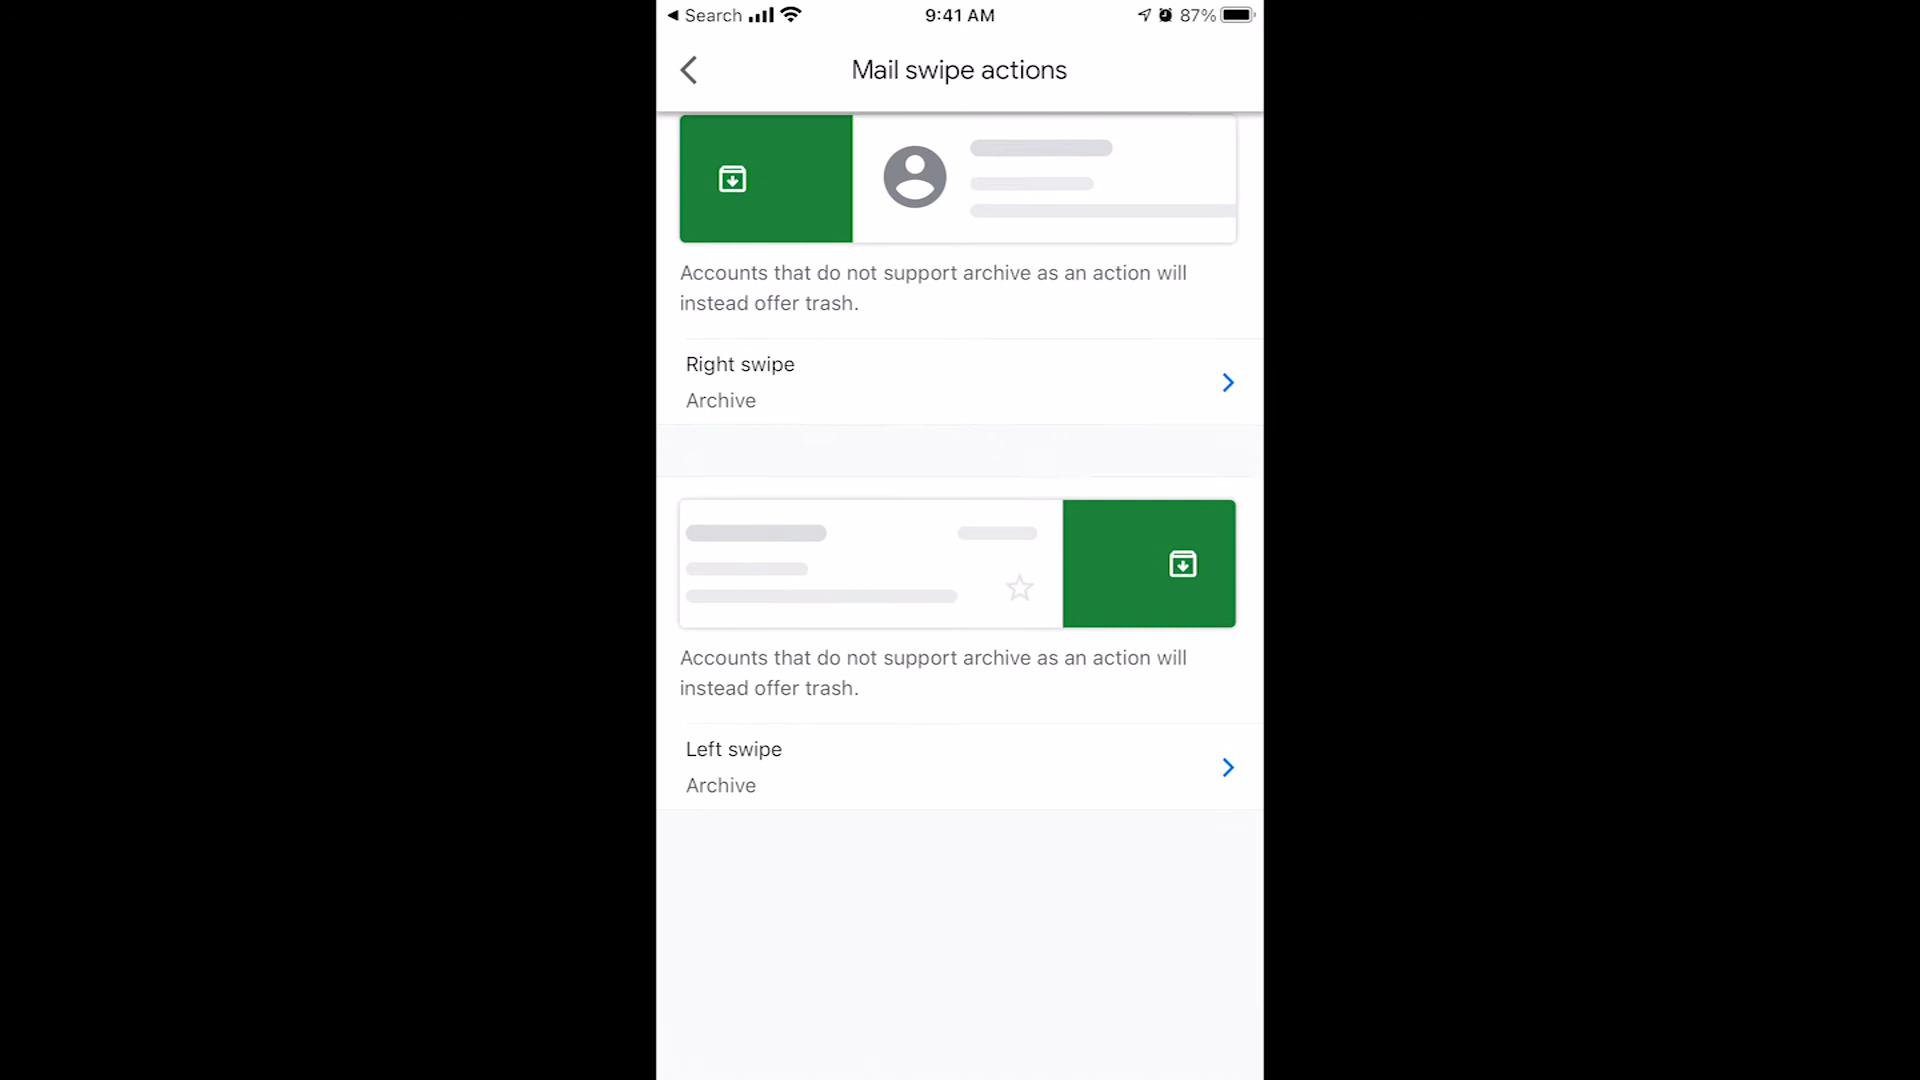 Search
9:41 AM
87%
Mail swipe actions
Accounts that do not support archive as an action will
instead offer trash.
Right swipe
Archive
Accounts that do not support archive as an action will
instead offer trash.
Left swipe
Archive